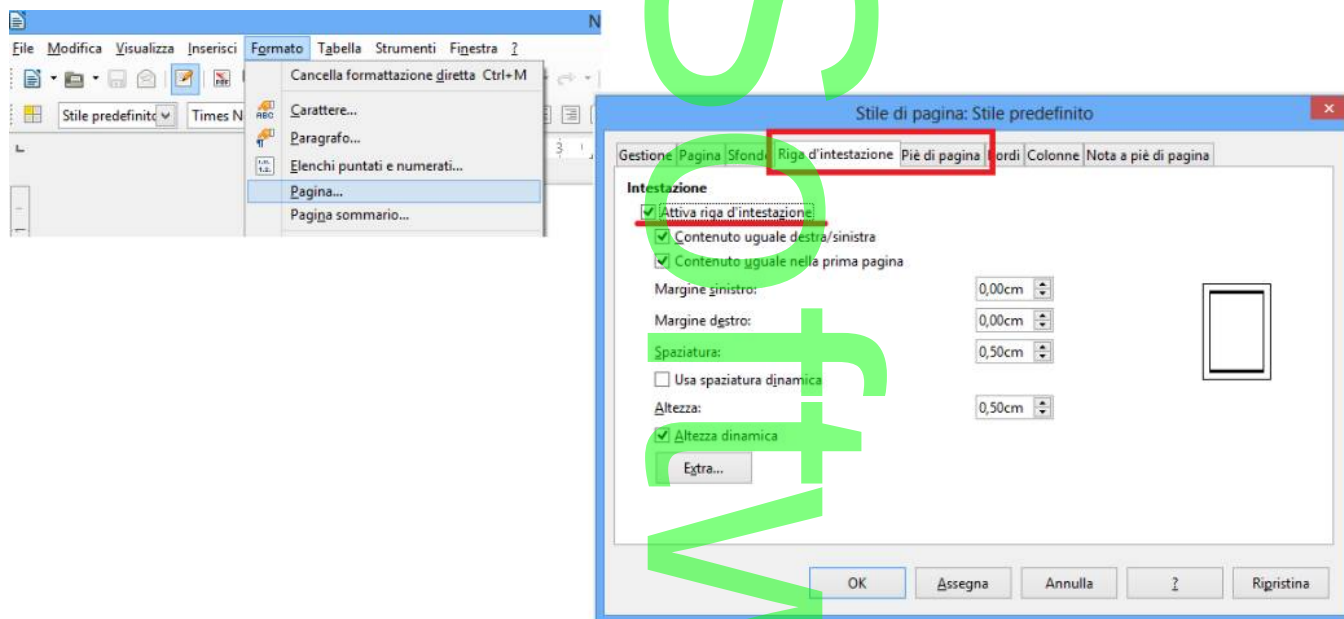 N
File Modifica Visualizza Inserisci Formato Tabella Strumenti Finestra ?
Cancella formattazione diretta Ctrl+M
Stile predefinito Times N
ABC Carattere...
Paragrafo...
Elenchi puntati e numerati...
Pagina...
Pagina sommario...
3
Stile di pagina: Stile predefinito
Gestione Pagina Sfondo Riga d'intestazione Piè di pagina Bordi Colonne Nota a piè di pagina
Intestazione
Attiva riga d'intestazione
Contenuto uguale destra/sinistra
Contenuto uguale nella prima pagina
Margine sinistro: 0,00cm
Margine destro: 0,00cm
Spaziatura: 0,50cm
Usa spaziatura dinamica
Altezza: 0,50cm
Altezza dinamica
Extra...
OK Assegna Annulla ? Ripristina